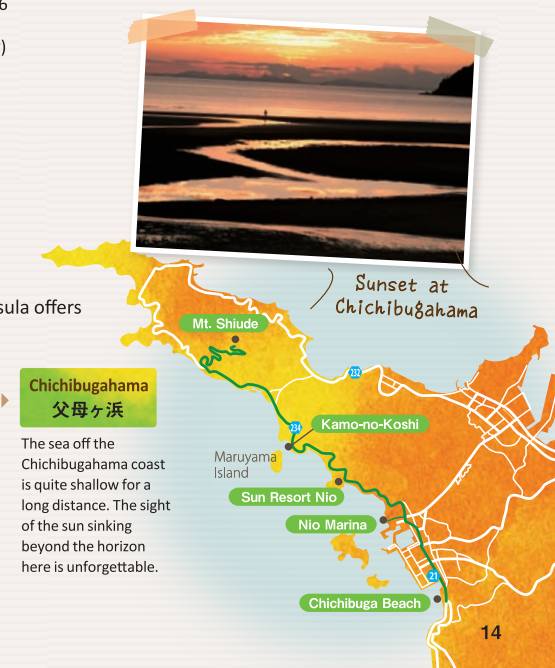 6
)
Sunset at
Chichibugahama
sula offers
Chichibugahama
父母ヶ浜
The sea off the
Chichibugahama coast
is quite shallow for a
long distance. The sight
of the sun sinking
beyond the horizon
here is unforgettable.
Mt. Shiude
232
234
Kamo-no-Koshi
Maruyama
Island
Sun Resort Nio
Nio Marina
21
Chichibuga Beach
14